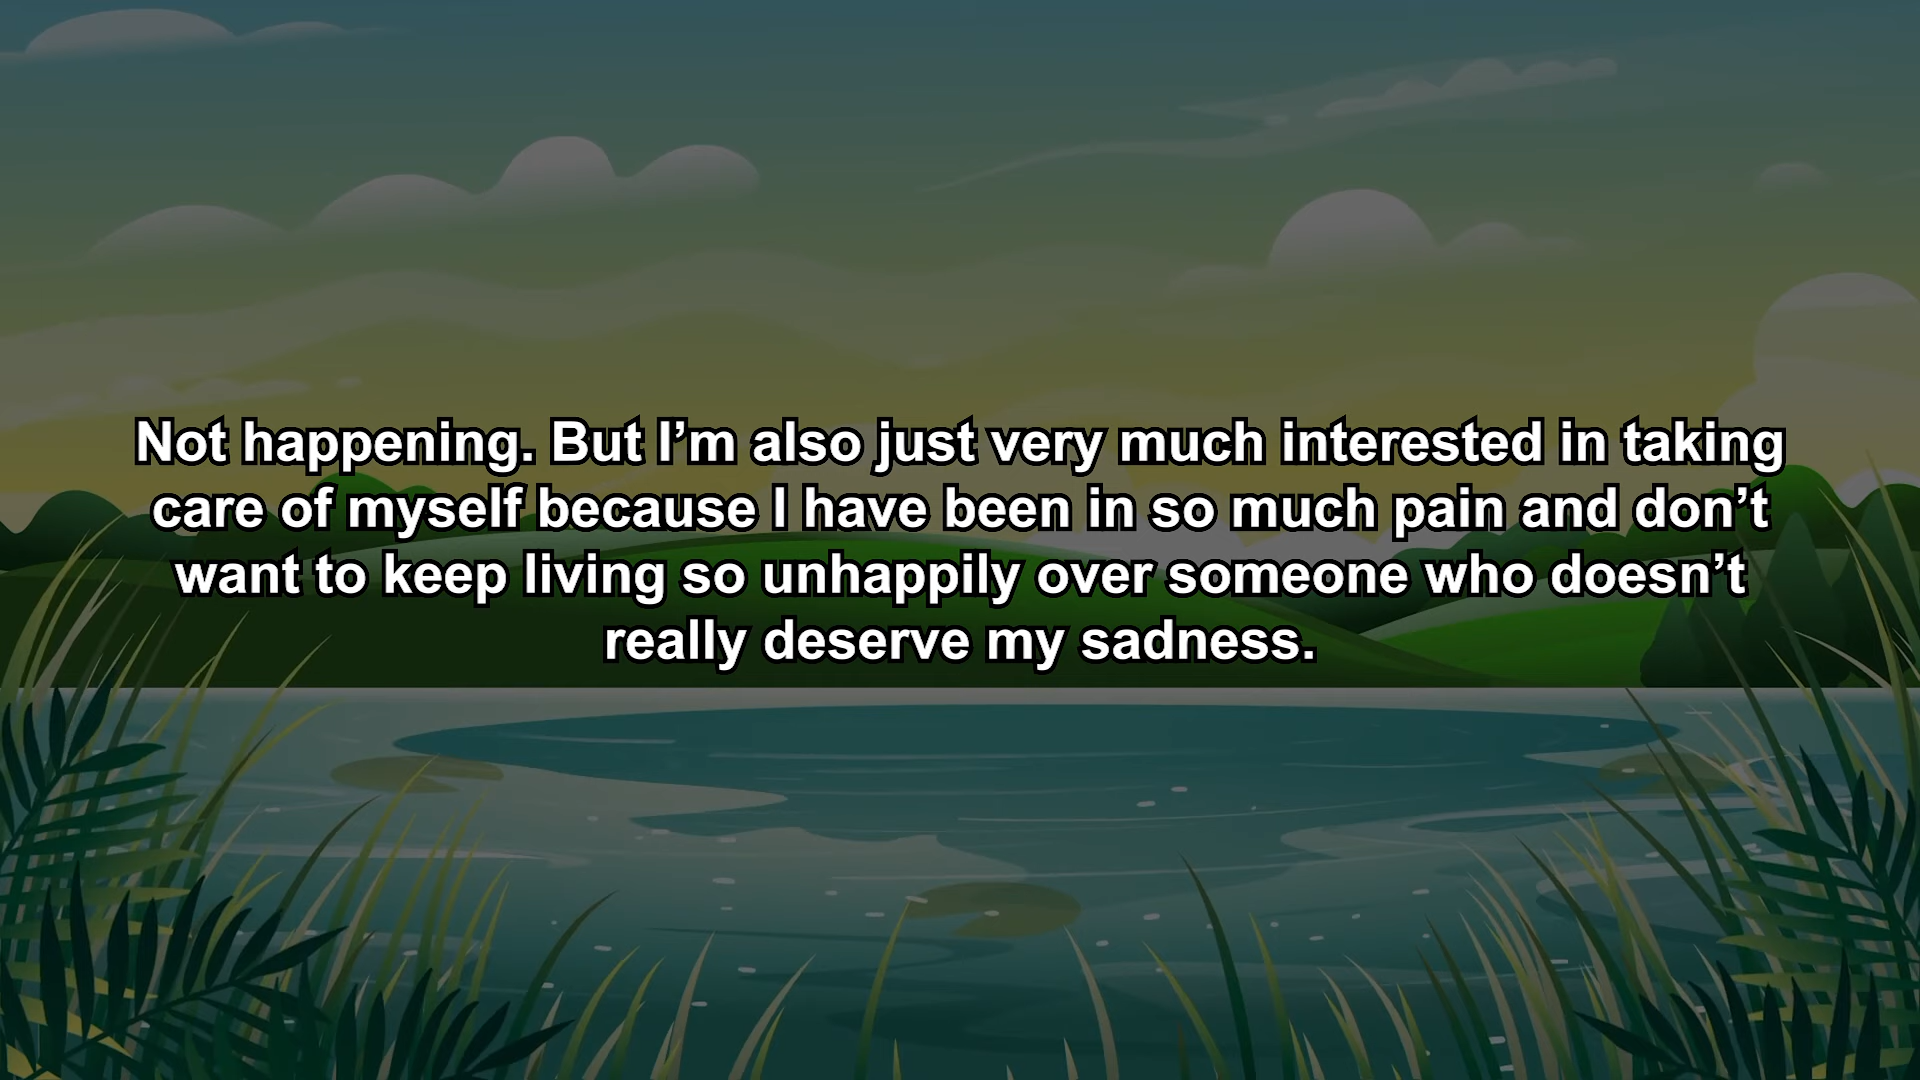 Not happening. But I’m also just very much interested in taking
care of myself because I have been in so much pain and don’t
want to keep living so unhappily over someone who doesn’t
really deserve my sadness.